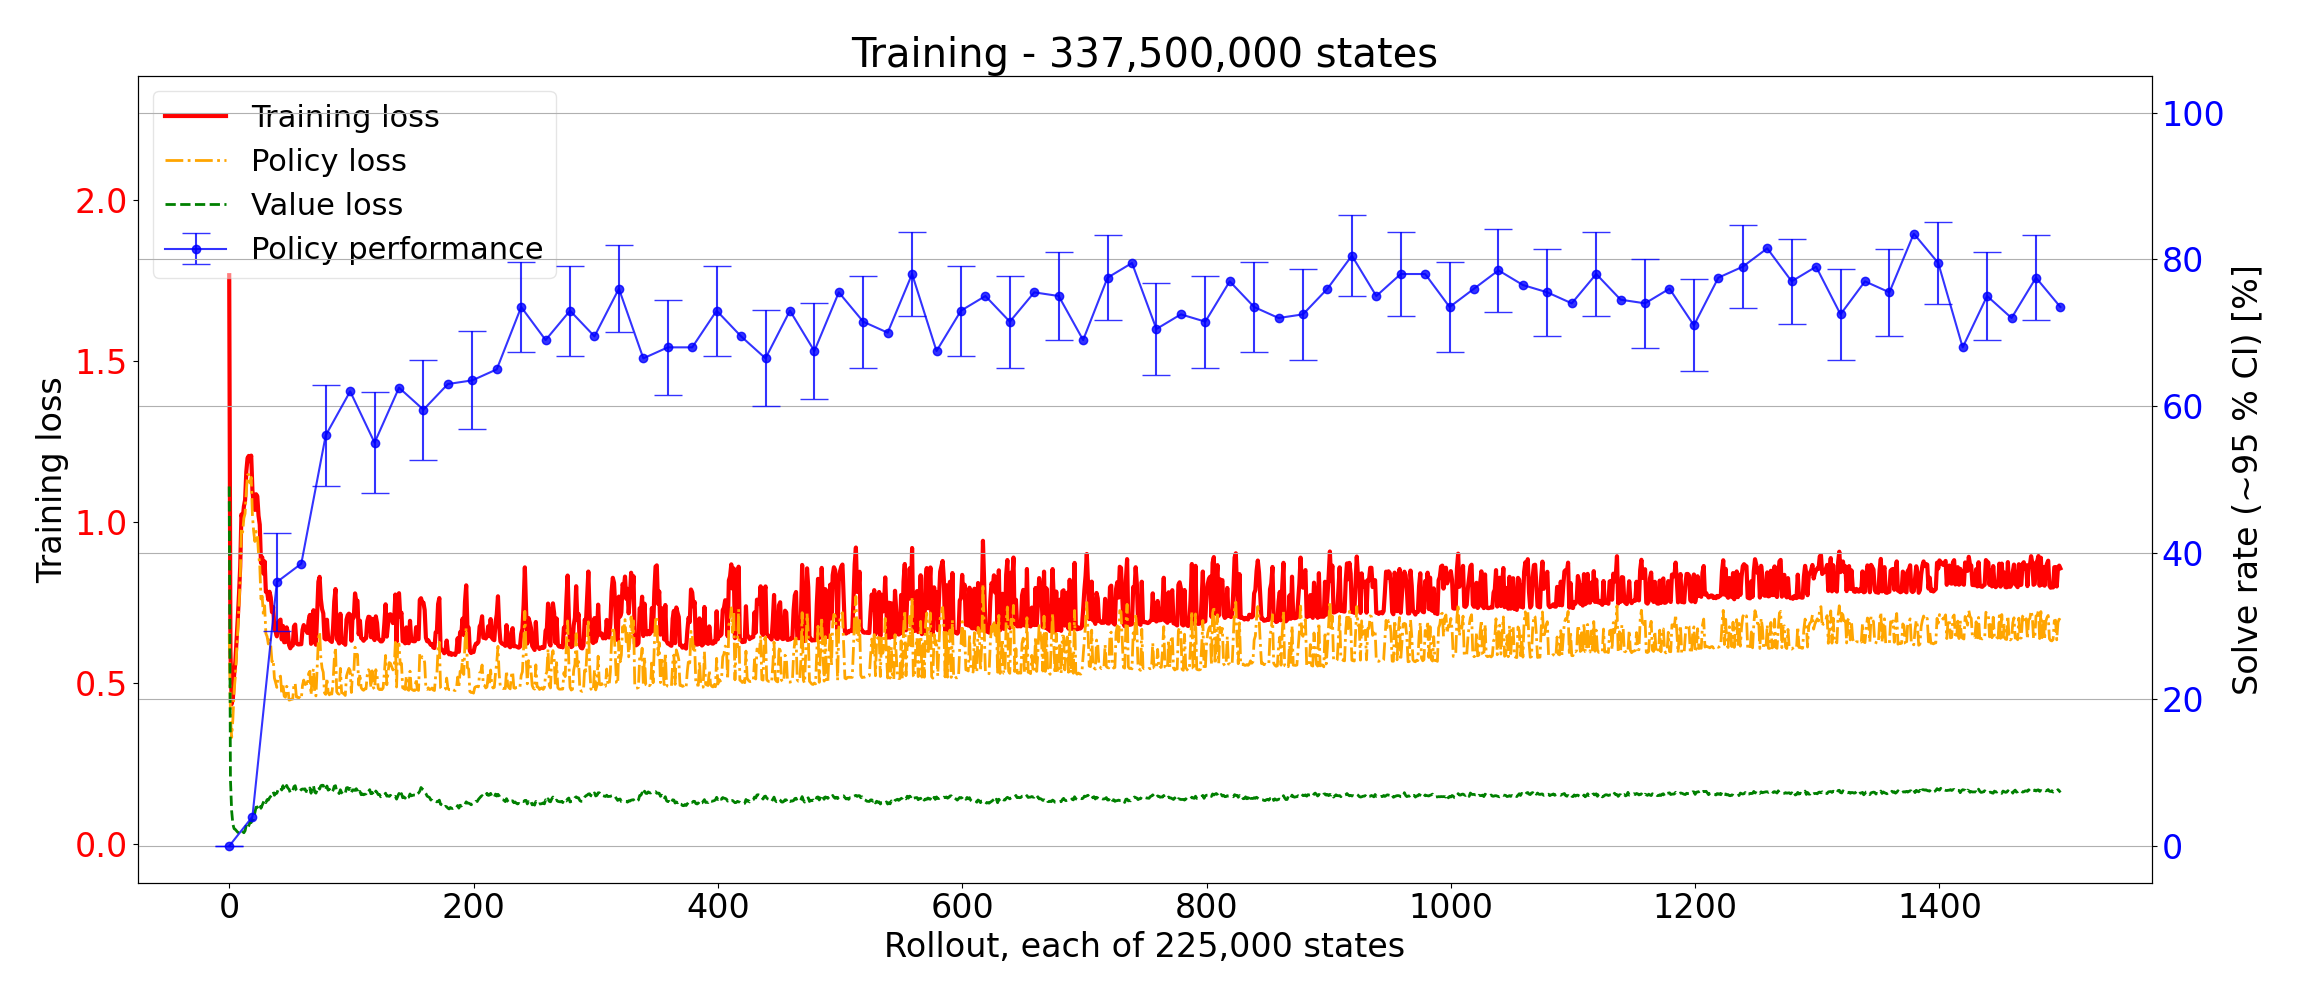 Training - 337,500,000 states
Training loss
Policy loss
Value loss
Policy performance
2.0
1.5
1.0
0.5
0.0
Training loss
100
80
60
40
20
0
Solve rate (~95 % CI) [%]
0 200 400 600 800 1000 1200 1400
Rollout, each of 225,000 states